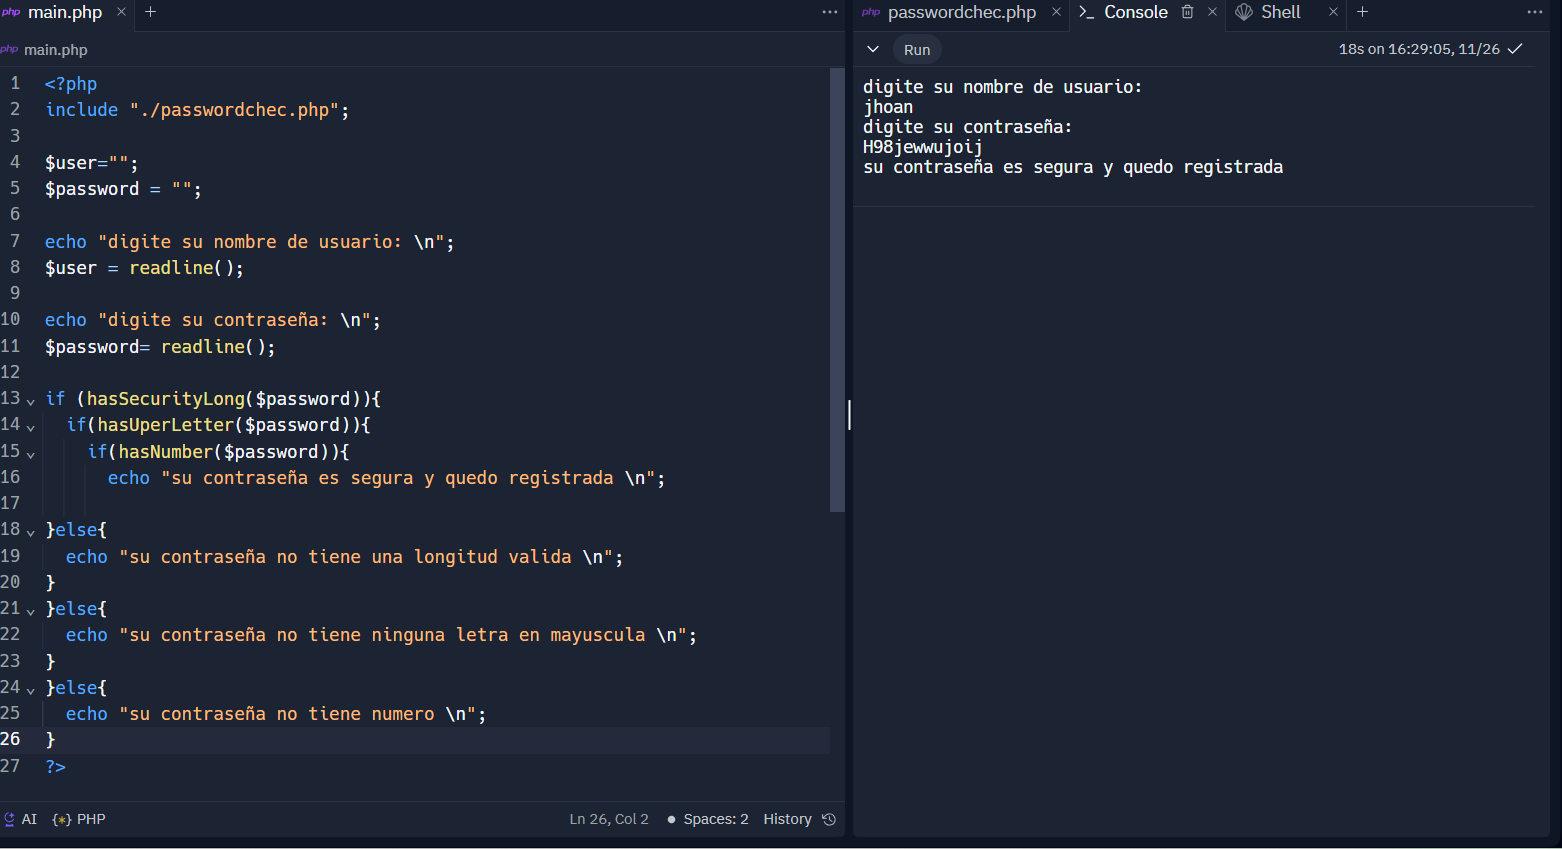 php main.php × +
php main.php
1 <?php
2 include "./passwordchec.php";
3
4 $user="";
5 $password = "";
6
7 echo "digite su nombre de usuario: \n";
8 $user = readline();
9
10 echo "digite su contraseña: \n";
11 $password= readline();
12
13 if (hasSecurityLong($password)){
14 if(hasUperLetter($password)){
15 if(hasNumber($password)){
16 echo "su contraseña es segura y quedo registrada \n";
17
18 }else{
19 echo "su contraseña no tiene una longitud valida \n";
20 }
21 }else{
22 echo "su contraseña no tiene ninguna letra en mayuscula \n";
23 }
24 }else{
25 echo "su contraseña no tiene numero \n";
26 }
27 ?>
AI {*} PHP Ln 26, Col 2 Spaces: 2 History
php passwordchec.php × >_ Console × Shell × +
Run 18s on 16:29:05, 11/26
digite su nombre de usuario:
jhoan
digite su contraseña:
H98jewwujoij
su contraseña es segura y quedo registrada